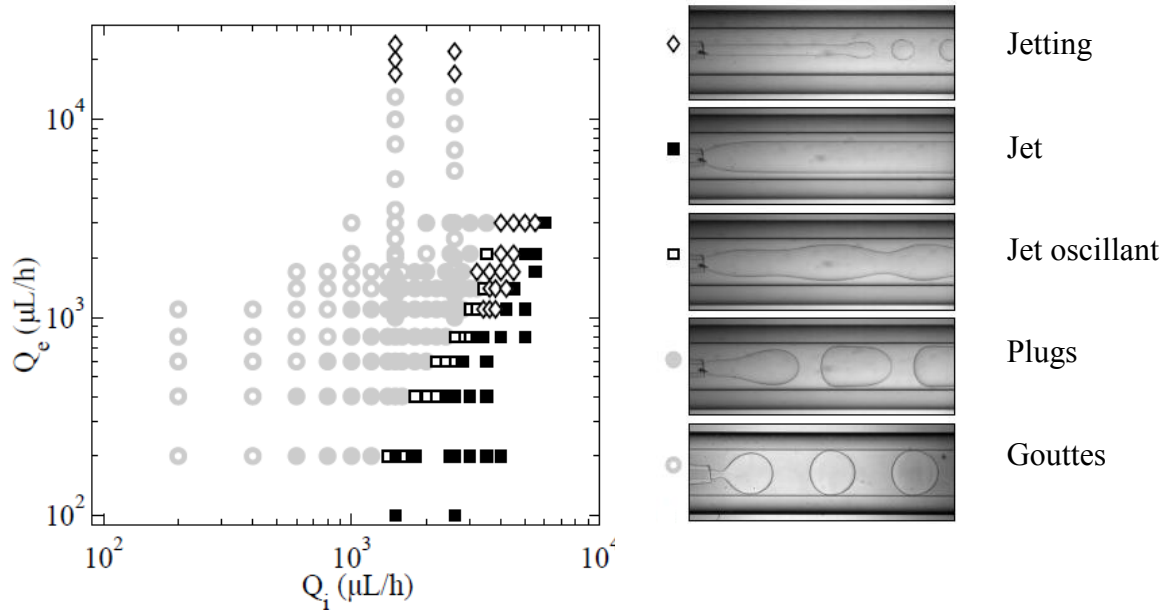 10^4
10^3
10^2
Q_e (μL/h)
10^2
10^3
10^4
Q_i (μL/h)
Jetting
Jet
Jet oscillant
Plugs
Gouttes